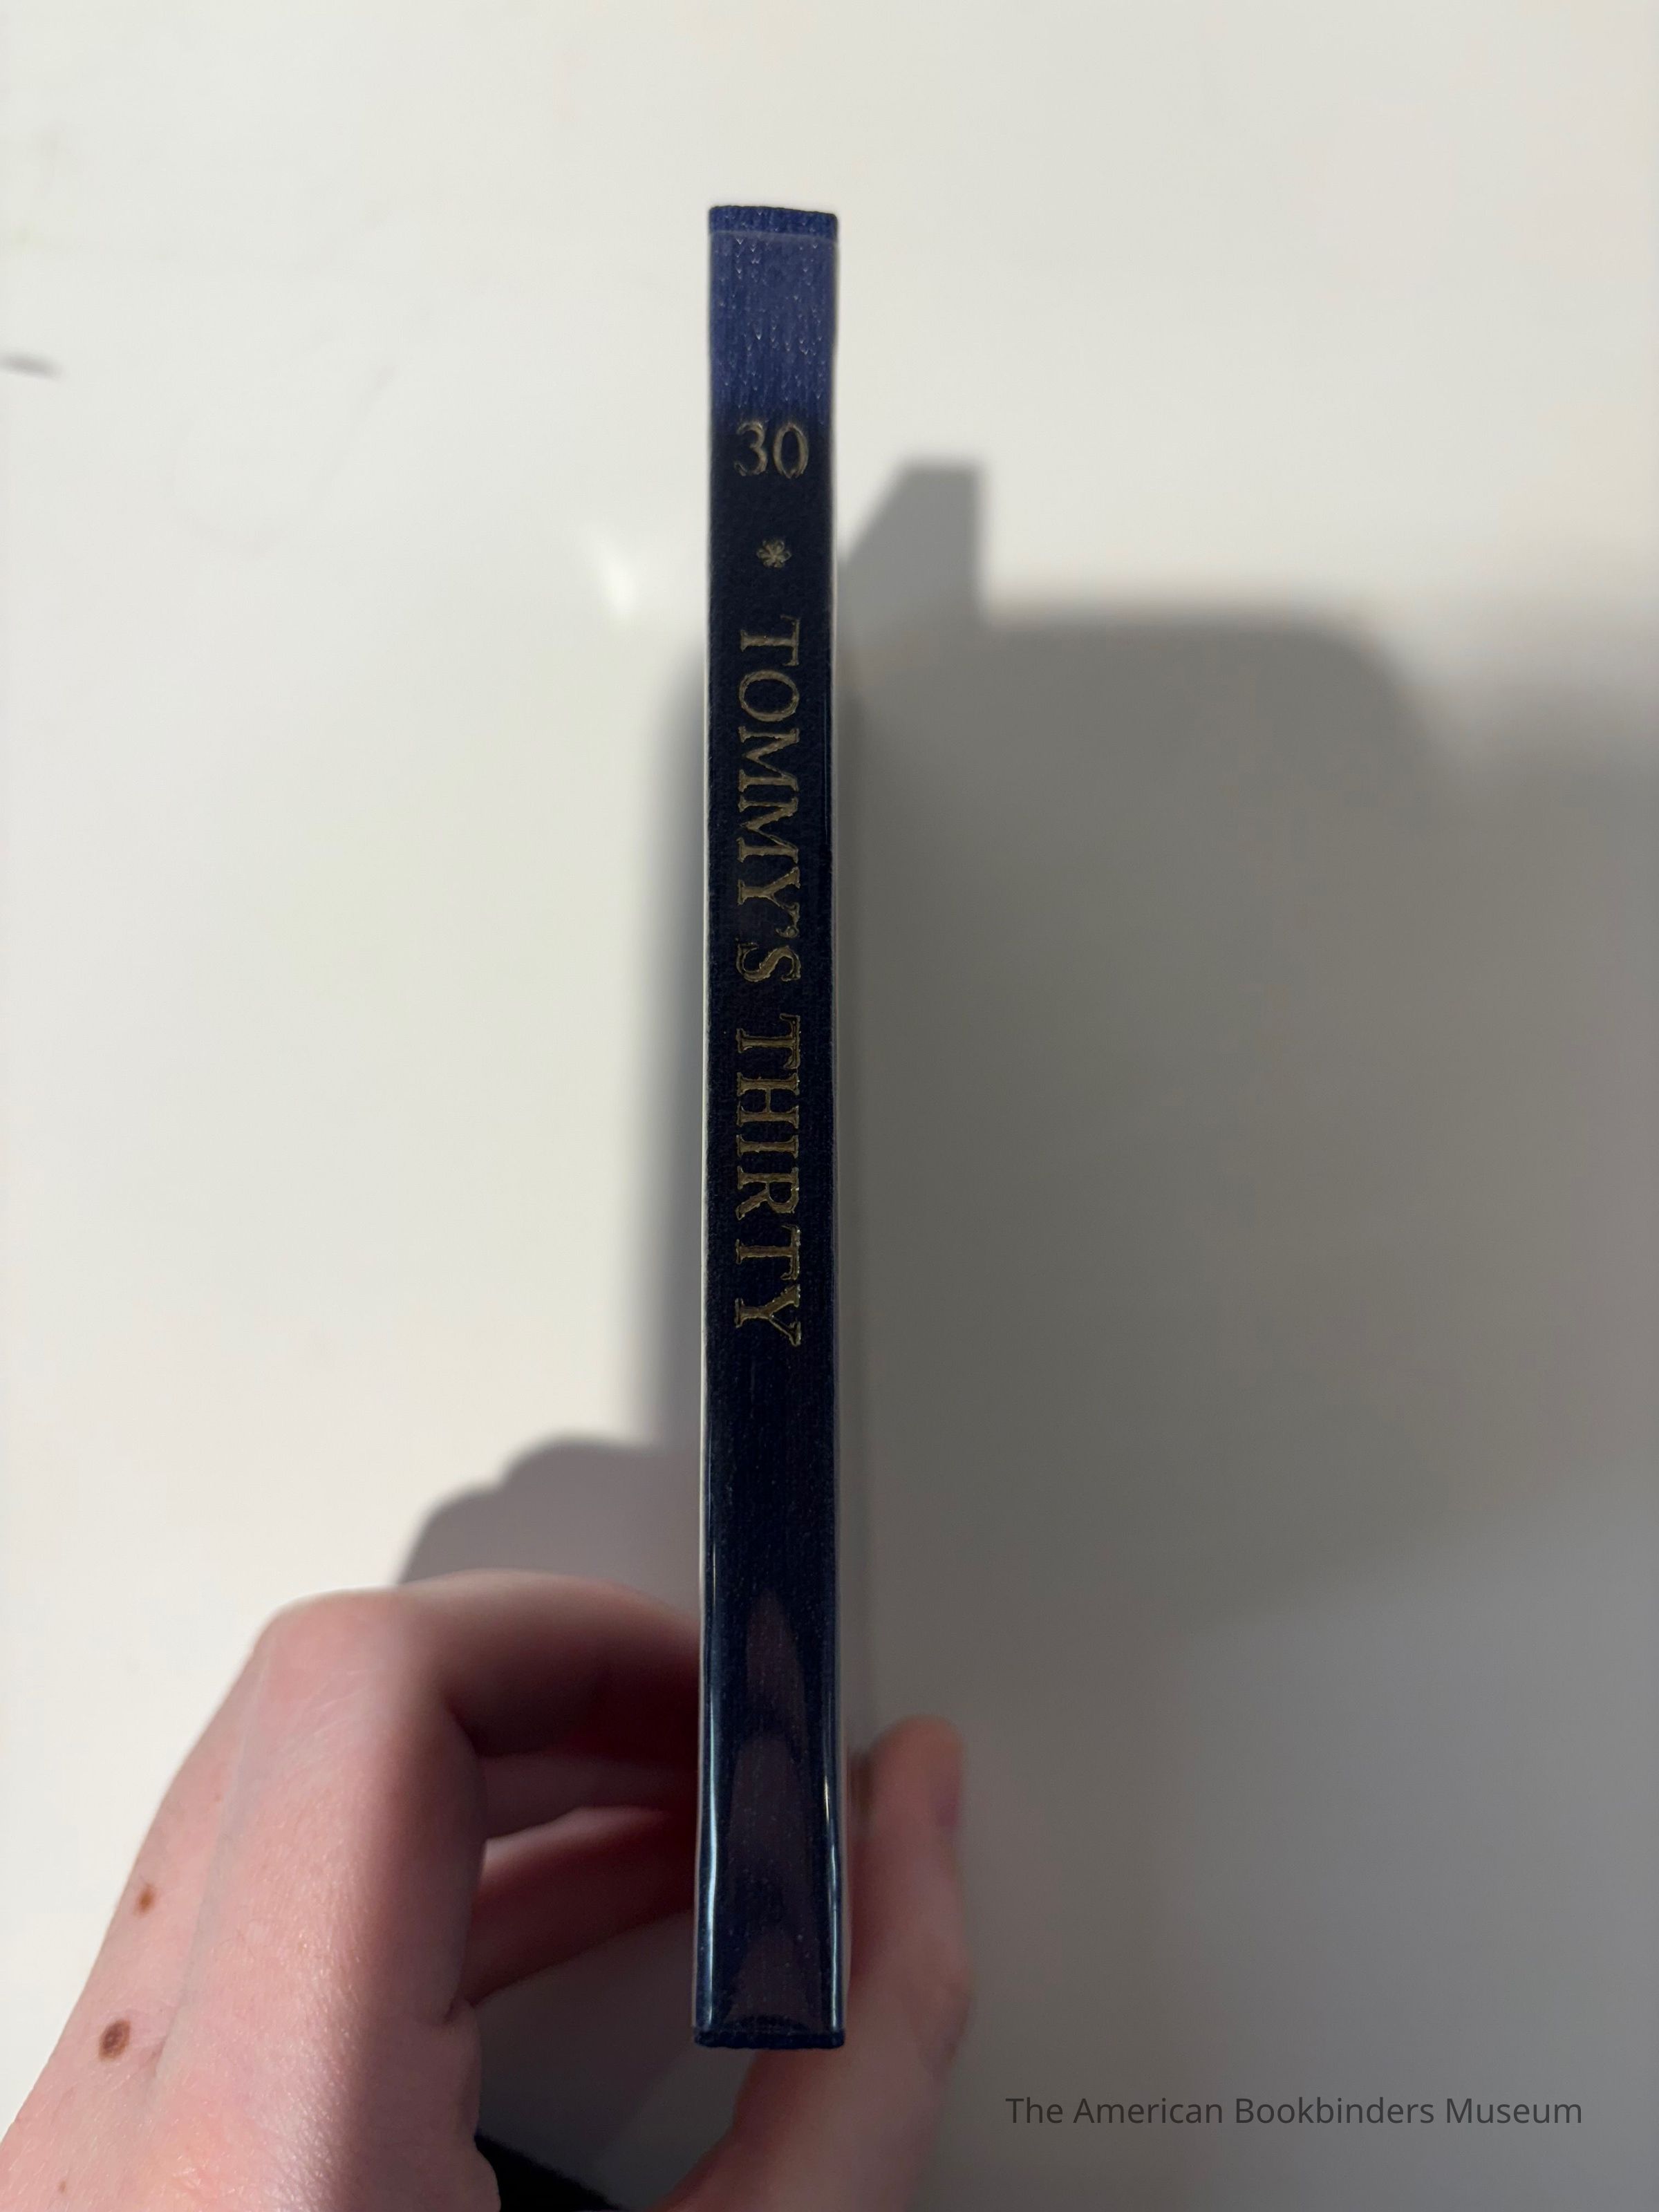 30 * TOMMY'S THIRTY
The American Bookbinders Museum